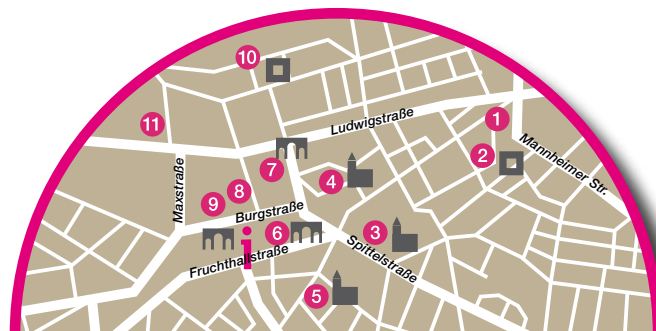 10
11
1
Ludwigstraße
2
Mannheimer Str.
7
4
Maxstraße
8
9
Burgstraße
6
3
i
Fruchthallstraße
Spittelstraße
5